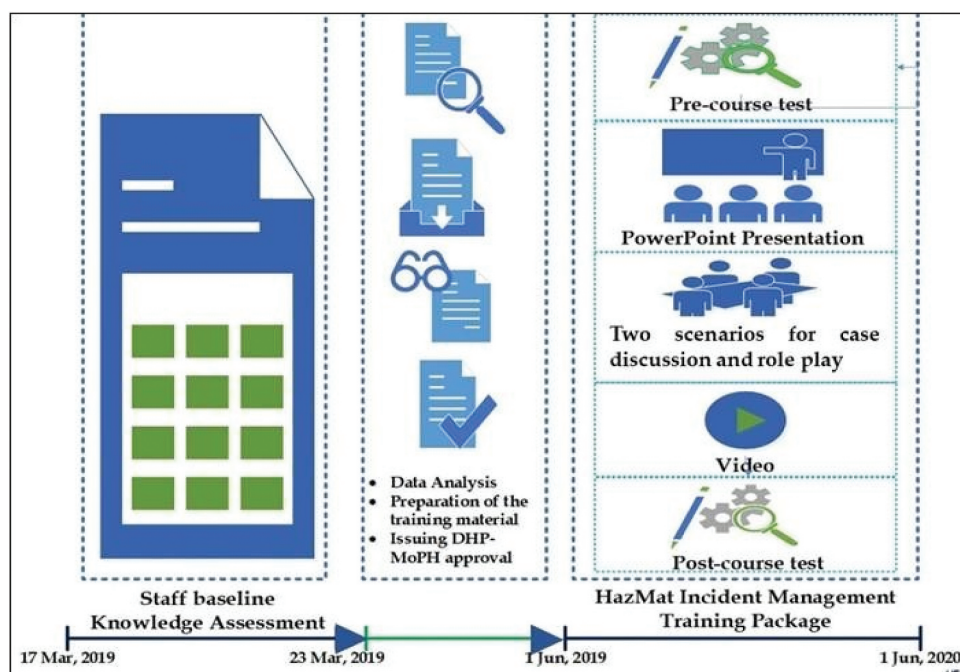 Pre-course test
PowerPoint Presentation
Two scenarios for case
discussion and role play
Video
Post-course test
• Data Analysis
• Preparation of the
training material
• Issuing DHP-
MoPH approval
Staff baseline
Knowledge Assessment
HazMat Incident Management
Training Package
17 Mar, 2019
23 Mar, 2019
1 Jun, 2019
1 Jun, 2020